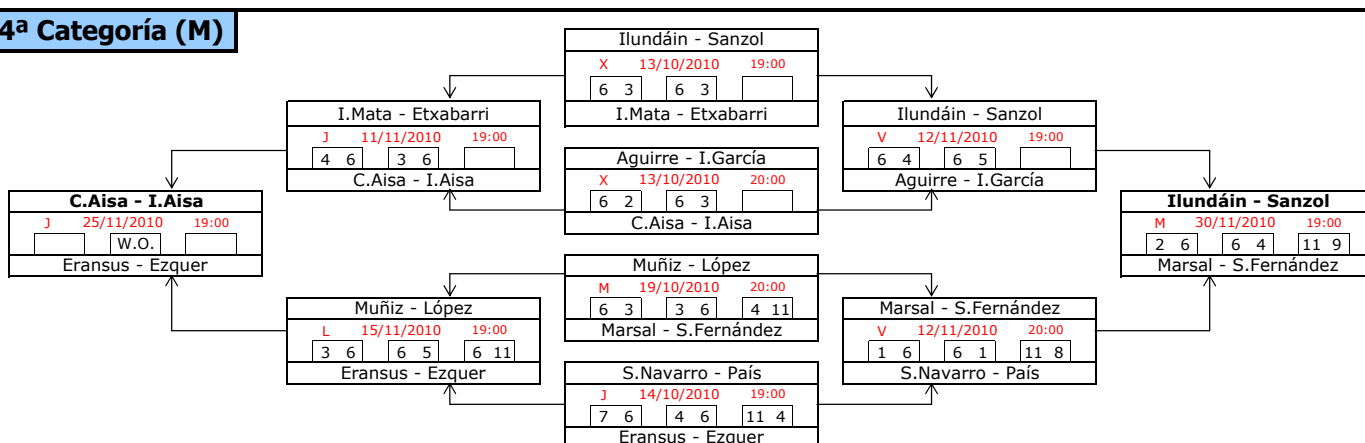 4ª Categoría (M)
Ilundáin - Sanzol
X 13/10/2010 19:00
6 3 6 3
I.Mata - Etxabarri
I.Mata - Etxabarri
J 11/11/2010 19:00
4 6 3 6
C.Aisa - I.Aisa
Ilundáin - Sanzol
V 12/11/2010 19:00
6 4 6 5
Aguirre - I.García
Aguirre - I.García
X 13/10/2010 20:00
6 2 6 3
C.Aisa - I.Aisa
C.Aisa - I.Aisa
J 25/11/2010 19:00
W.O.
Eransus - Ezquer
Ilundáin - Sanzol
M 30/11/2010 19:00
2 6 6 4 11 9
Marsal - S.Fernández
Muñiz - López
M 19/10/2010 20:00
6 3 3 6 4 11
Marsal - S.Fernández
Muñiz - López
L 15/11/2010 19:00
3 6 6 5 6 11
Eransus - Ezquer
Marsal - S.Fernández
V 12/11/2010 20:00
1 6 6 1 11 8
S.Navarro - País
S.Navarro - País
J 14/10/2010 19:00
7 6 4 6 11 4
Eransus - Ezquer